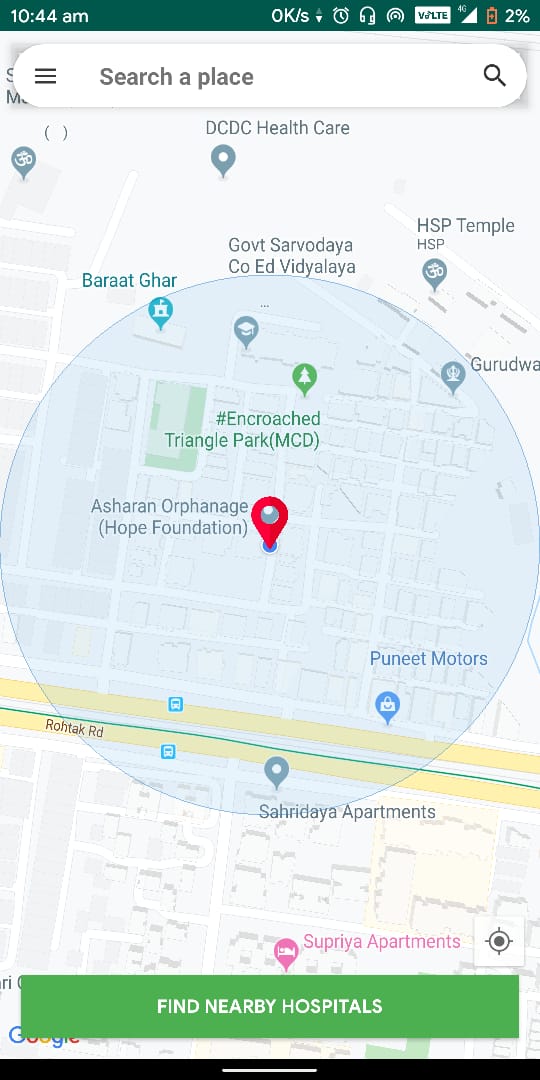 10:44 am
0K/s
VoLTE
4G
2%
Search a place
( )
DCDC Health Care
HSP Temple
HSP
Govt Sarvodaya
Co Ed Vidyalaya
...
Baraat Ghar
Gurudwa
#Encroached
Triangle Park(MCD)
Asharan Orphanage
(Hope Foundation)
Puneet Motors
Rohtak Rd
Sahridaya Apartments
Supriya Apartments
FIND NEARBY HOSPITALS
Google